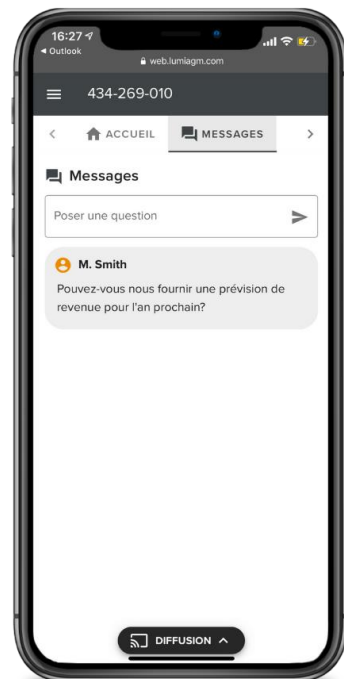 16:27
Outlook
web.lumiagm.com
434-269-010
ACCUEIL
MESSAGES
Messages
Poser une question
M. Smith
Pouvez-vous nous fournir une prévision de
revenue pour l'an prochain?
DIFFUSION